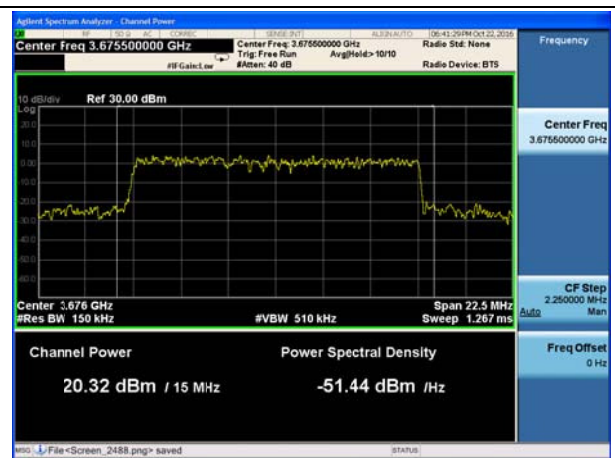 Agilent Spectrum Analyzer - Channel Power
RF 50 Ω AC CORREC SENSE:INT ALIGN AUTO 06:41:29 PM Oct 22, 2016
Center Freq 3.675500000 GHz
Center Freq: 3.675500000 GHz
Radio Std: None
Trig: Free Run Avg|Hold:>10/10
#IFGain:Low #Atten: 40 dB Radio Device: BTS
Frequency
10 dB/div Ref 30.00 dBm
Log
20.0
10.0
0.00
-10.0
-20.0
-30.0
-40.0
-50.0
-60.0
Center 3.676 GHz Span 22.5 MHz
#Res BW 150 kHz #VBW 510 kHz Sweep 1.267 ms
Channel Power Power Spectral Density
20.32 dBm / 15 MHz -51.44 dBm /Hz
Center Freq
3.675500000 GHz
CF Step
2.250000 MHz
Auto Man
Freq Offset
0 Hz
MSG File<Screen_2488.png> saved STATUS